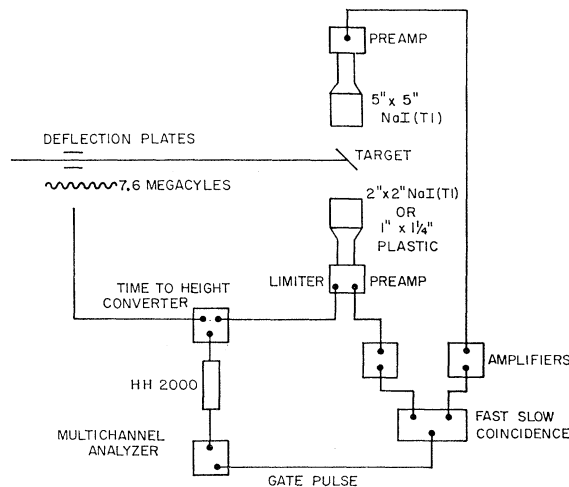 PREAMP
5" x 5"
NaI(Tl)
DEFLECTION PLATES
TARGET
7.6 MEGACYLES
2" x 2" NaI(Tl)
OR
1" x 1¼"
PLASTIC
TIME TO HEIGHT
CONVERTER
LIMITER
PREAMP
AMPLIFIERS
HH 2000
FAST SLOW
COINCIDENCE
MULTICHANNEL
ANALYZER
GATE PULSE